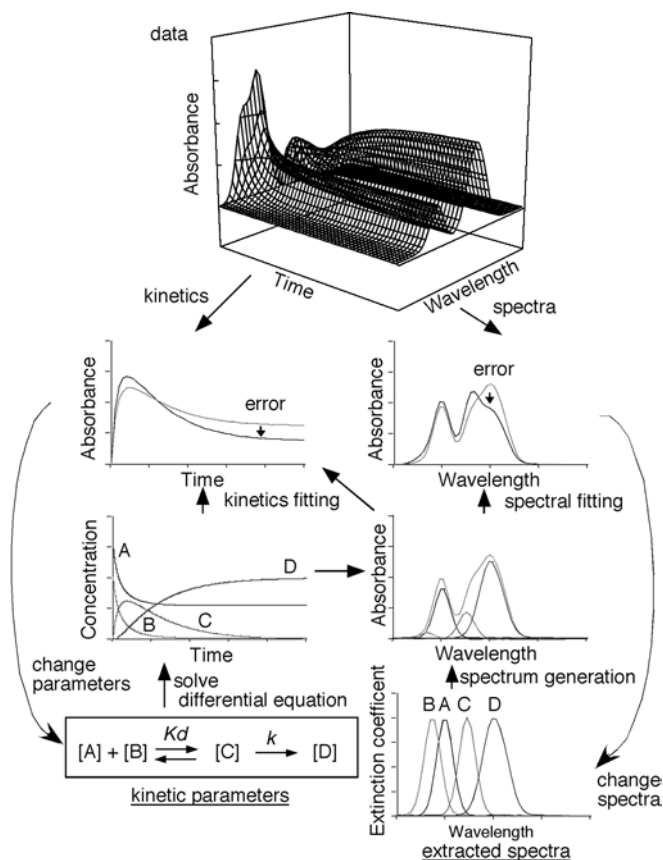 data
Absorbance
Time
Wavelength
kinetics
spectra
Absorbance
error
Time
Absorbance
error
Wavelength
kinetics fitting
spectral fitting
Concentration
A
B
C
D
Time
Absorbance
Wavelength
change
parameters
solve
differential equation
spectrum generation
[A] + [B]
Kd
[C]
k
[D]
kinetic parameters
Extinction coefficent
B A C D
Wavelength
extracted spectra
change
spectra